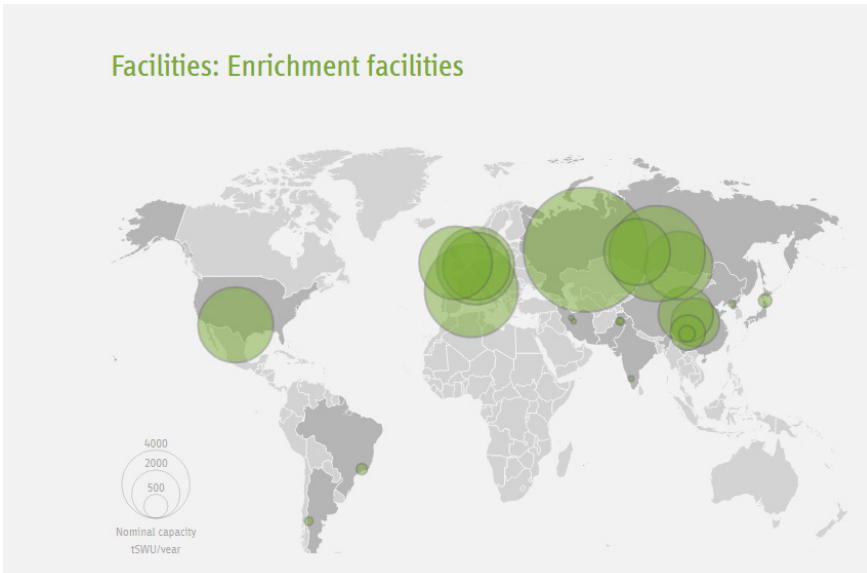 Facilities: Enrichment facilities
4000
2000
500
Nominal capacity
tSWU/year